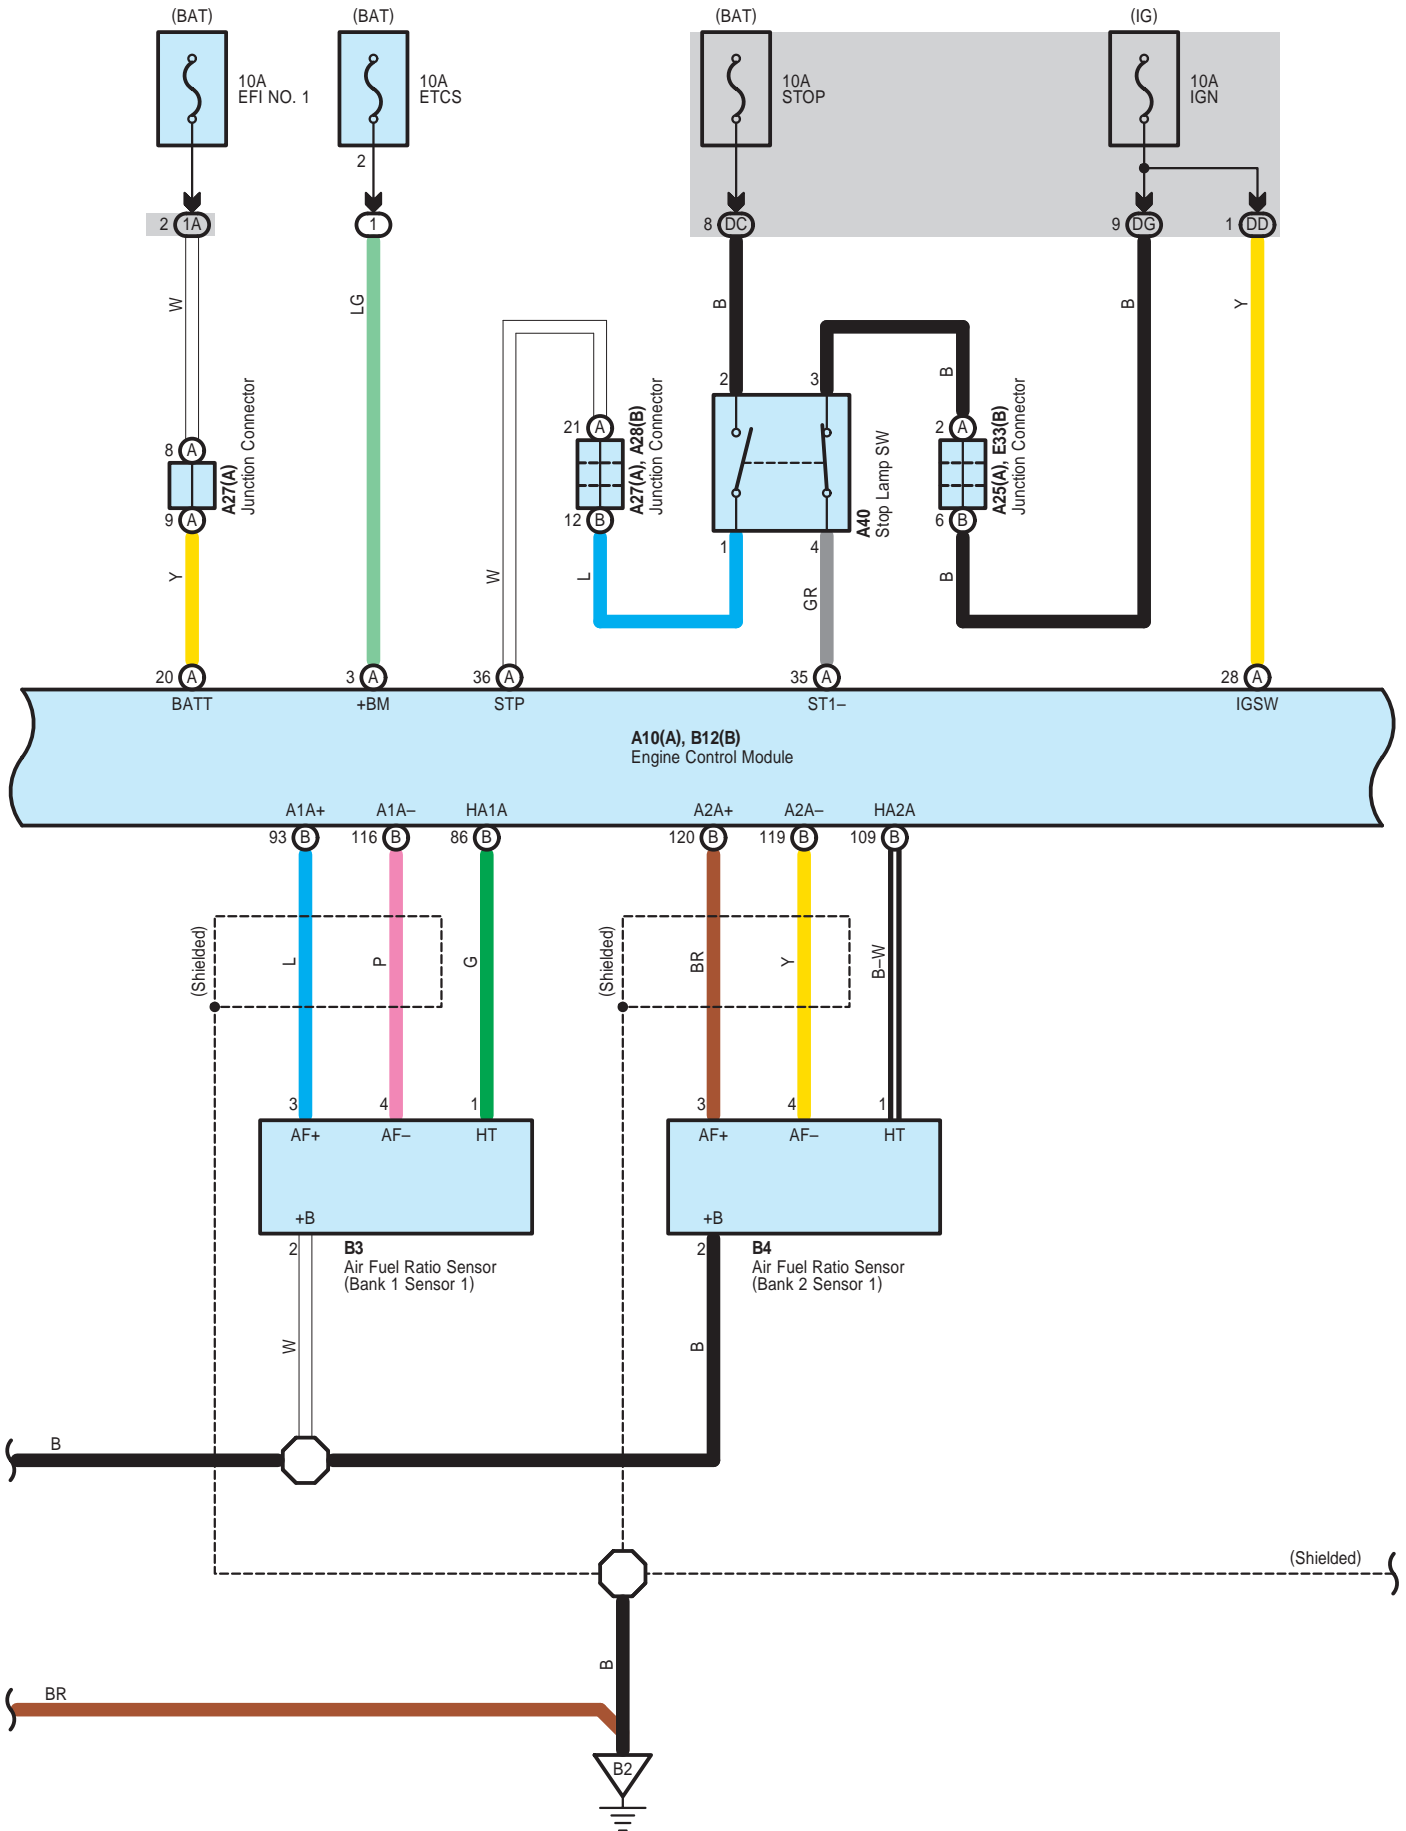 (BAT) (BAT) (BAT) (IG)
10A
EFI NO. 1
10A
ETCS
10A
STOP
10A
IGN
2
2 1A
1
8 DC
9 DG
1 DD
W
LG
B
B
Y
2 3
B
8 A
A27(A)
Junction Connector
9 A
21 A
A27(A), A28(B)
Junction Connector
12 B
A40
Stop Lamp SW
2 A
A25(A), E33(B)
Junction Connector
6 B
1 4
Y
W
L
GR
B
20 A
3 A
36 A
35 A
28 A
BATT +BM STP ST1– IGSW
A10(A), B12(B)
Engine Control Module
A1A+ A1A– HA1A A2A+ A2A– HA2A
93 B 116 B 86 B 120 B 119 B 109 B
(Shielded)
L
P
G
(Shielded)
BR
Y
B–W
3 4 1 3 4 1
AF+ AF– HT AF+ AF– HT
+B +B
2
B3
Air Fuel Ratio Sensor
(Bank 1 Sensor 1)
2
B4
Air Fuel Ratio Sensor
(Bank 2 Sensor 1)
W
B
B
(Shielded)
B
BR
B2